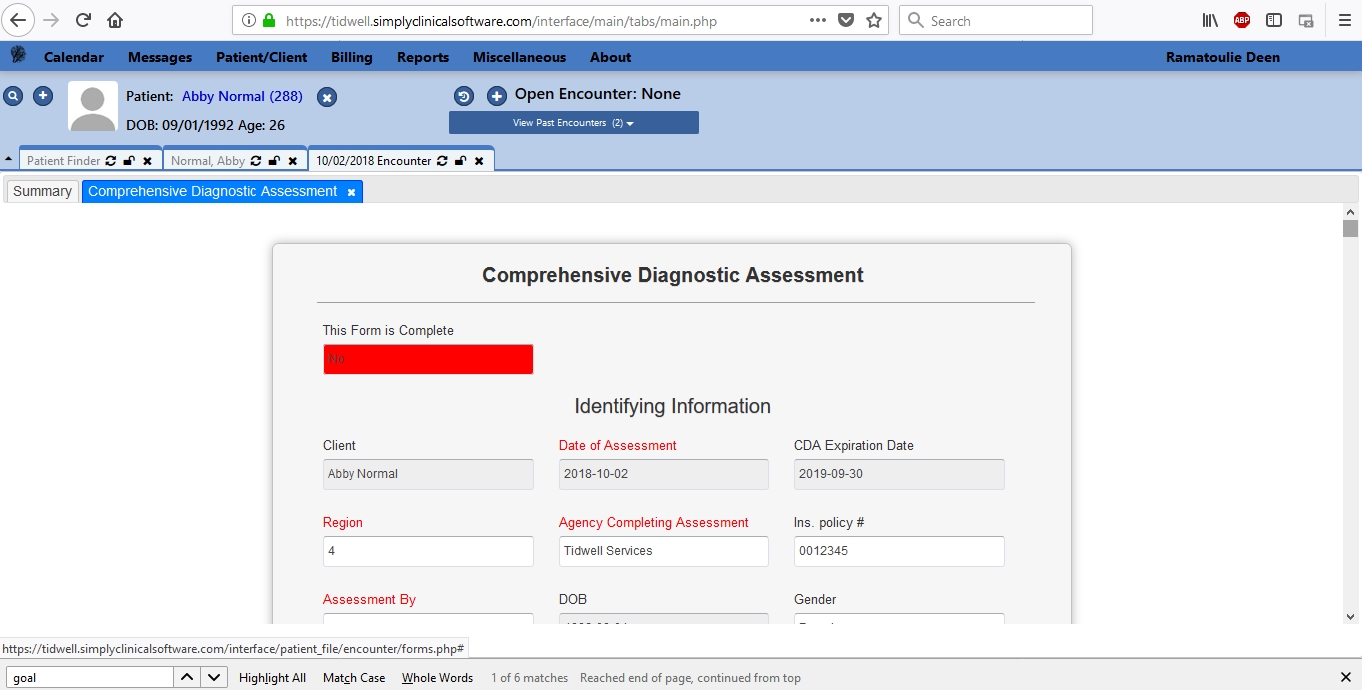 https://tidwell.simplyclinicalsoftware.com/interface/main/tabs/main.php
Search
ABP
Calendar Messages Patient/Client Billing Reports Miscellaneous About Ramatoulie Deen
Patient: Abby Normal (288)
Open Encounter: None
DOB: 09/01/1992 Age: 26
View Past Encounters (2)
Patient Finder Normal, Abby 10/02/2018 Encounter
Summary Comprehensive Diagnostic Assessment
Comprehensive Diagnostic Assessment
This Form is Complete
No
Identifying Information
Client Date of Assessment CDA Expiration Date
Abby Normal 2018-10-02 2019-09-30
Region Agency Completing Assessment Ins. policy #
4 Tidwell Services 0012345
Assessment By DOB Gender
https://tidwell.simplyclinicalsoftware.com/interface/patient_file/encounter/forms.php#
goal Highlight All Match Case Whole Words 1 of 6 matches Reached end of page, continued from top